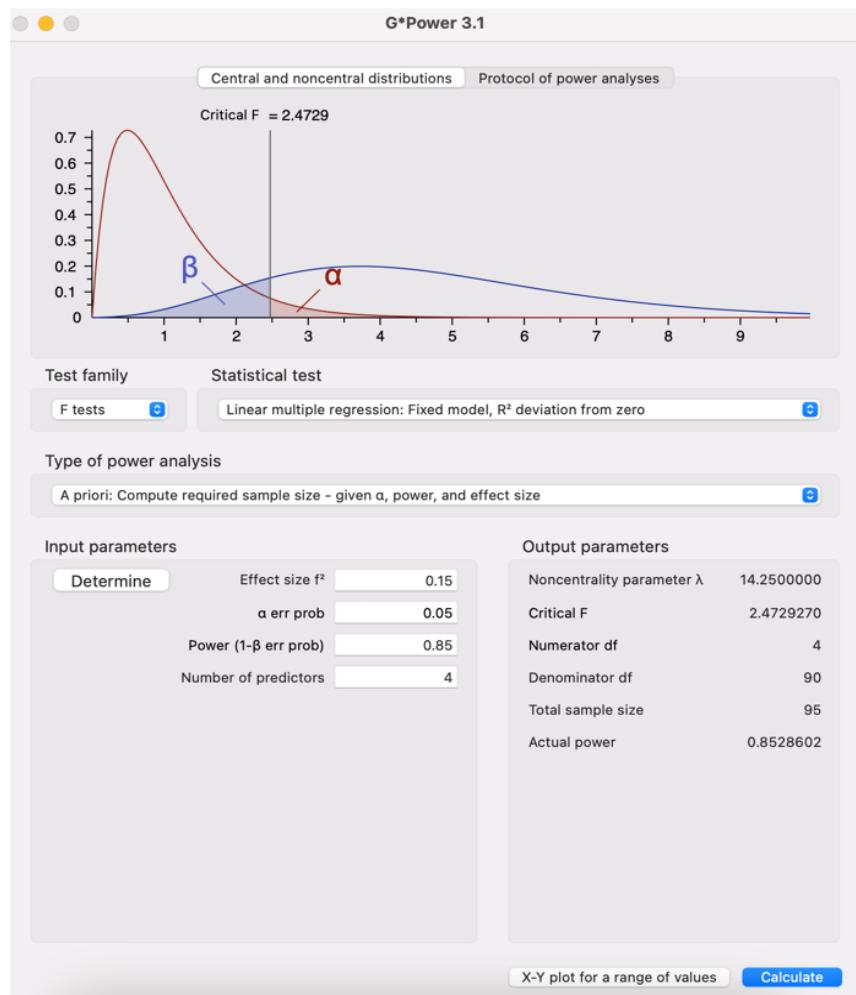 G*Power 3.1
Central and noncentral distributions Protocol of power analyses
Critical F = 2.4729
0.7
0.6
0.5
0.4
0.3
0.2
0.1
0
β
α
1 2 3 4 5 6 7 8 9
Test family Statistical test
F tests Linear multiple regression: Fixed model, R² deviation from zero
Type of power analysis
A priori: Compute required sample size - given α, power, and effect size
Input parameters Output parameters
Determine Effect size f² 0.15 Noncentrality parameter λ 14.2500000
α err prob 0.05 Critical F 2.4729270
Power (1-β err prob) 0.85 Numerator df 4
Number of predictors 4 Denominator df 90
Total sample size 95
Actual power 0.8528602
X-Y plot for a range of values Calculate